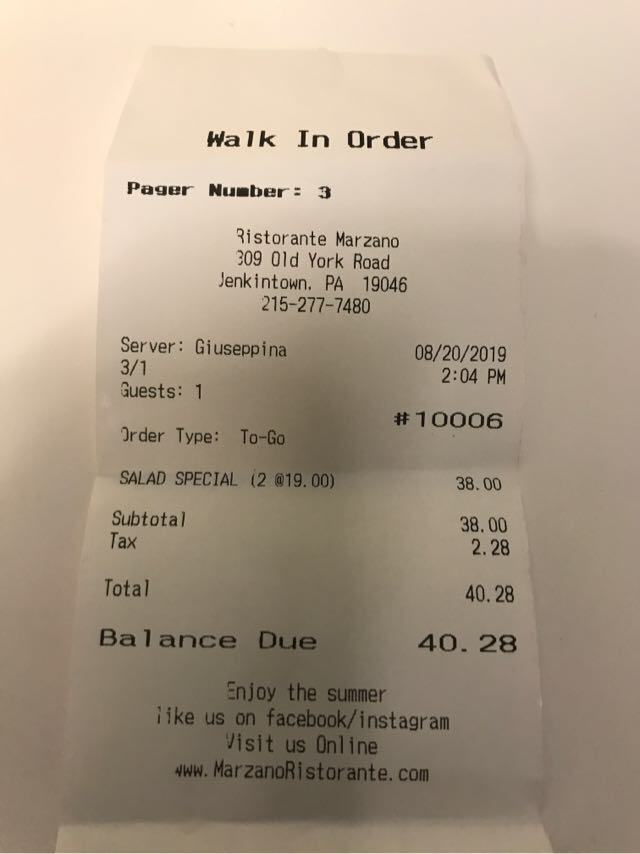 Walk In Order
Pager Number: 3
Ristorante Marzano
309 Old York Road
Jenkintown, PA 19046
215-277-7480
Server: Giuseppina 08/20/2019
3/1 2:04 PM
Guests: 1
#10006
Order Type: To-Go
SALAD SPECIAL (2 @19.00) 38.00
Subtotal 38.00
Tax 2.28
Total 40.28
Balance Due 40.28
Enjoy the summer
like us on facebook/instagram
Visit us Online
www.MarzanoRistorante.com